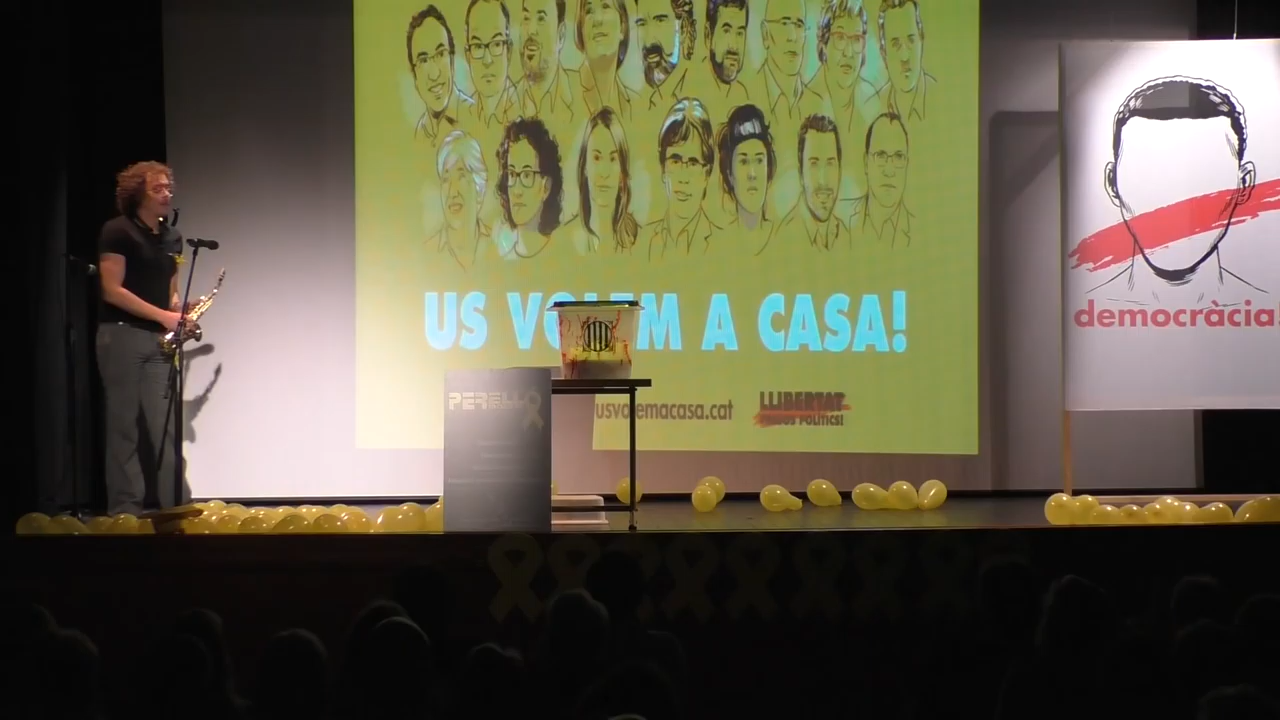 US VOLEM A CASA!
PERELLÓ
usvolemacasa.cat
LLIBERTAT
PRESOS POLÍTICS!
democràcia